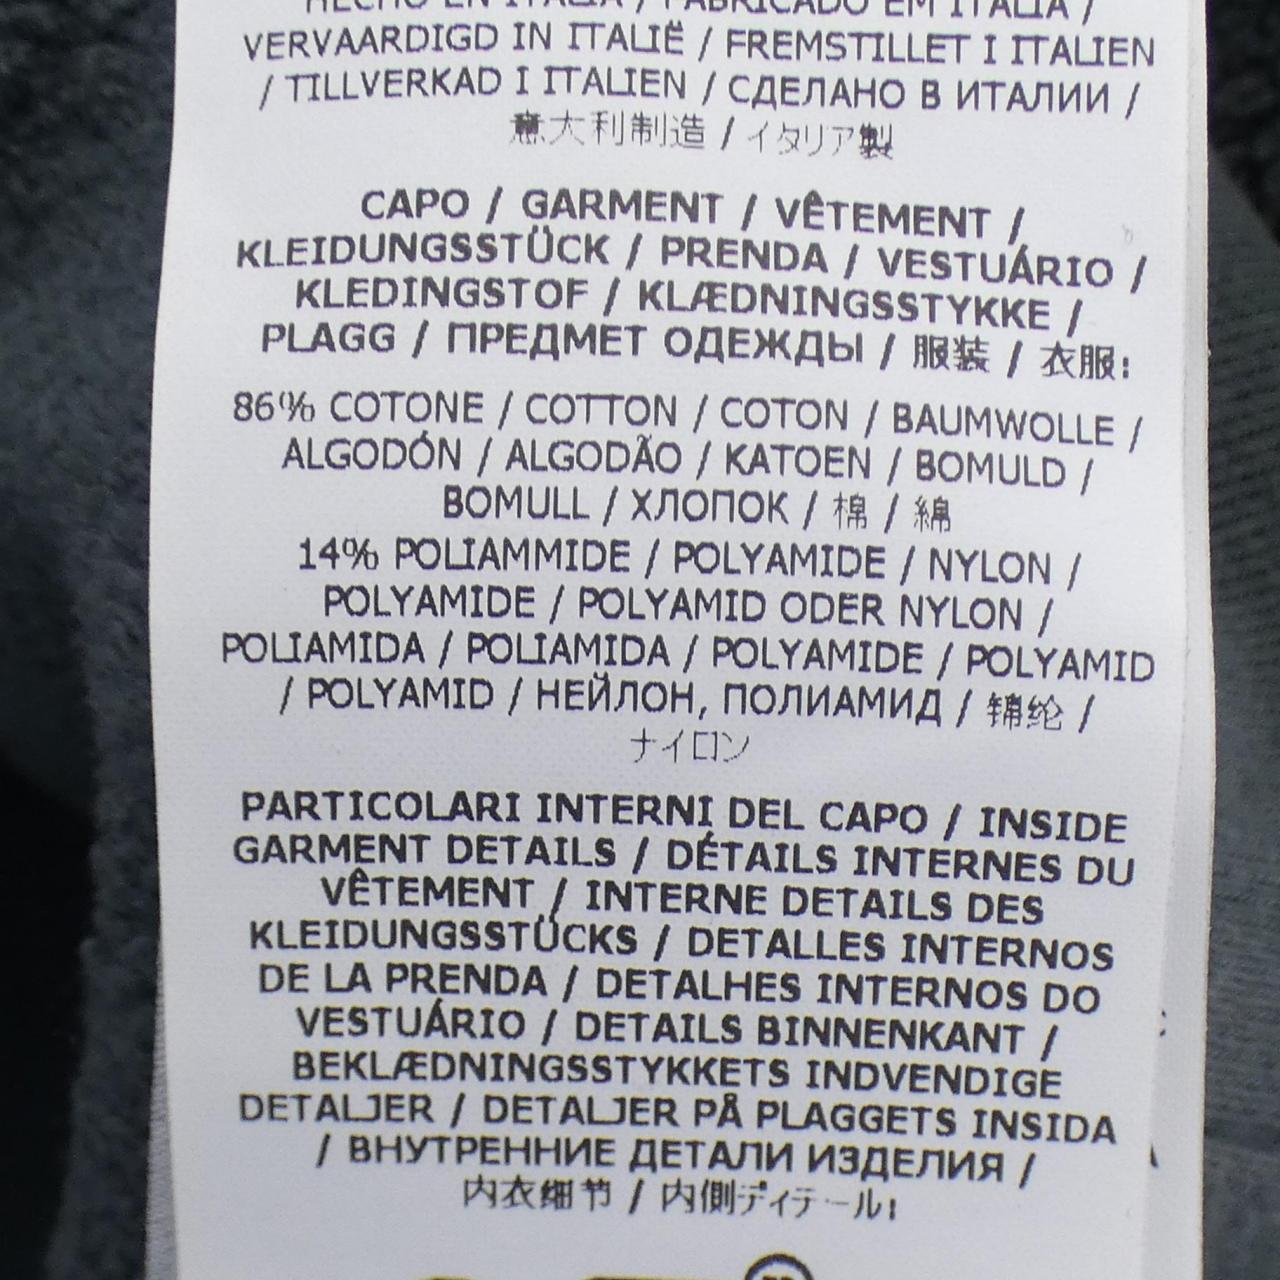 HECHO EN ITALIA / FABRICADO EM ITALIA /
VERVAARDIGD IN ITALIË / FREMSTILLET I ITALIEN
/ TILLVERKAD I ITALIEN / СДЕЛАНО В ИТАЛИИ /
意大利制造 / イタリア製
CAPO / GARMENT / VÊTEMENT /
KLEIDUNGSSTÜCK / PRENDA / VESTUÁRIO /
KLEDINGSTOF / KLÆDNINGSSTYKKE /
PLAGG / ПРЕДМЕТ ОДЕЖДЫ / 服装 / 衣服:
86% COTONE / COTTON / COTON / BAUMWOLLE /
ALGODÓN / ALGODÃO / KATOEN / BOMULD /
BOMULL / ХЛОПОК / 棉 / 綿
14% POLIAMMIDE / POLYAMIDE / NYLON /
POLYAMIDE / POLYAMID ODER NYLON /
POLIAMIDA / POLIAMIDA / POLYAMIDE / POLYAMID
/ POLYAMID / НЕЙЛОН, ПОЛИАМИД / 锦纶 /
ナイロン
PARTICOLARI INTERNI DEL CAPO / INSIDE
GARMENT DETAILS / DÉTAILS INTERNES DU
VÊTEMENT / INTERNE DETAILS DES
KLEIDUNGSSTÜCKS / DETALLES INTERNOS
DE LA PRENDA / DETALHES INTERNOS DO
VESTUÁRIO / DETAILS BINNENKANT /
BEKLÆDNINGSSTYKKETS INDVENDIGE
DETALJER / DETALJER PÅ PLAGGETS INSIDA
/ ВНУТРЕННИЕ ДЕТАЛИ ИЗДЕЛИЯ /
内衣细节 / 内側ディテール: